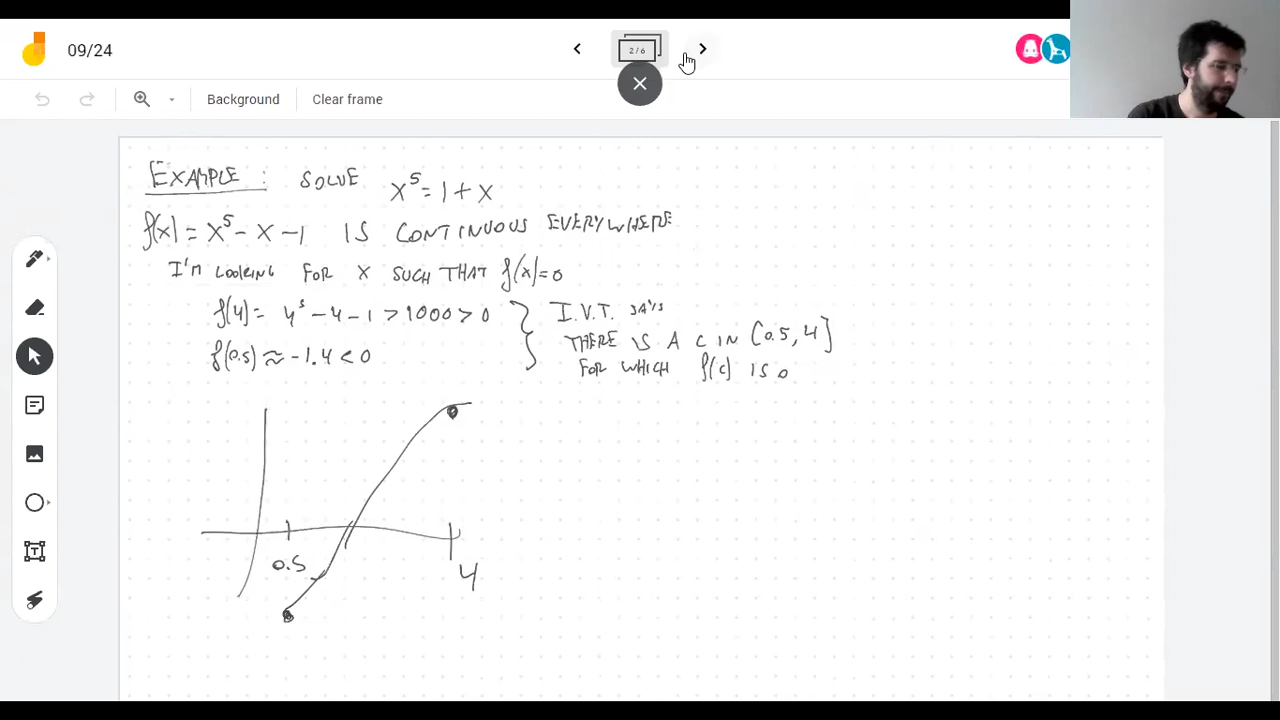 09/24
2/6
Background
Clear frame
EXAMPLE: SOLVE x⁵ = 1 + x
f(x) = x⁵ - x - 1 IS CONTINUOUS EVERYWHERE
I'M LOOKING FOR X SUCH THAT f(x)=0
f(4) = 4⁵ - 4 - 1 > 1000 > 0
f(0.5) ≈ -1.4 < 0
I.V.T. SAYS
THERE IS A C IN [0.5, 4]
FOR WHICH f(c) IS 0
0.5
4